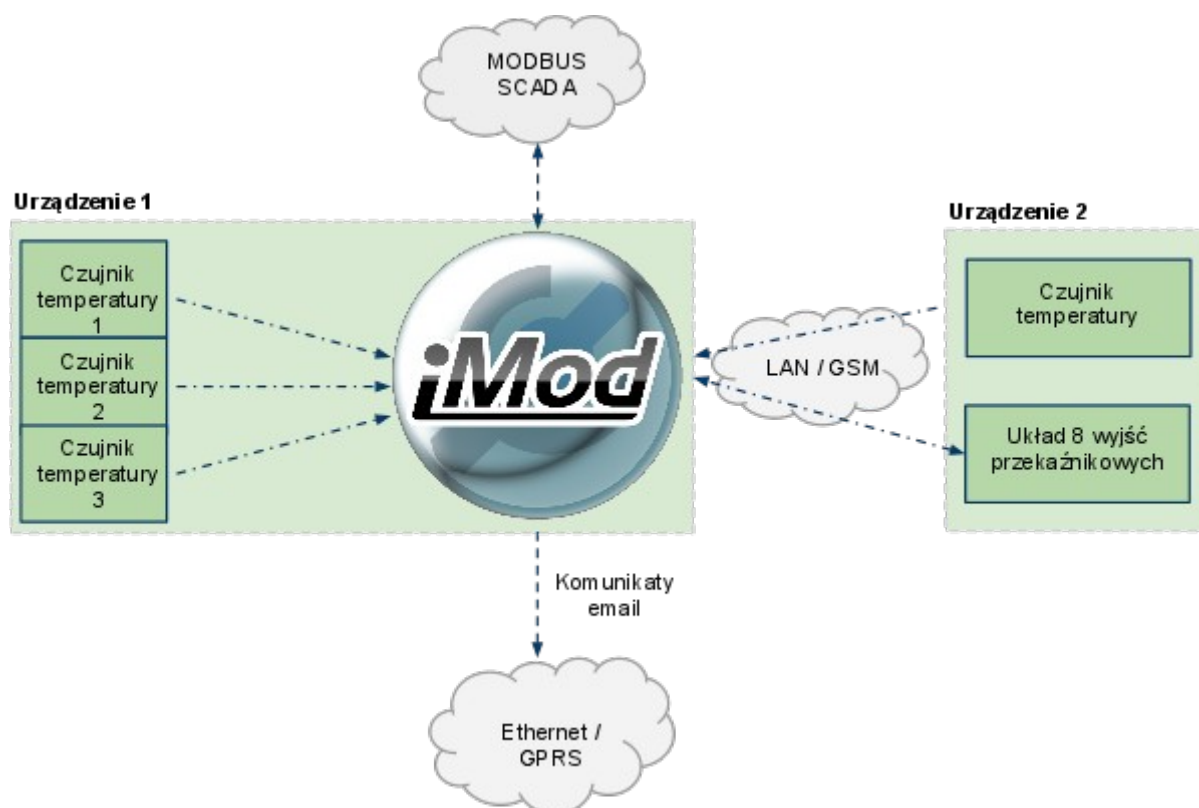 MODBUS
SCADA
Urządzenie 1
Czujnik
temperatury
1
Czujnik
temperatury
2
Czujnik
temperatury
3
iMod
LAN / GSM
Urządzenie 2
Czujnik
temperatury
Układ 8 wyjść
przekaźnikowych
Komunikaty
email
Ethernet /
GPRS